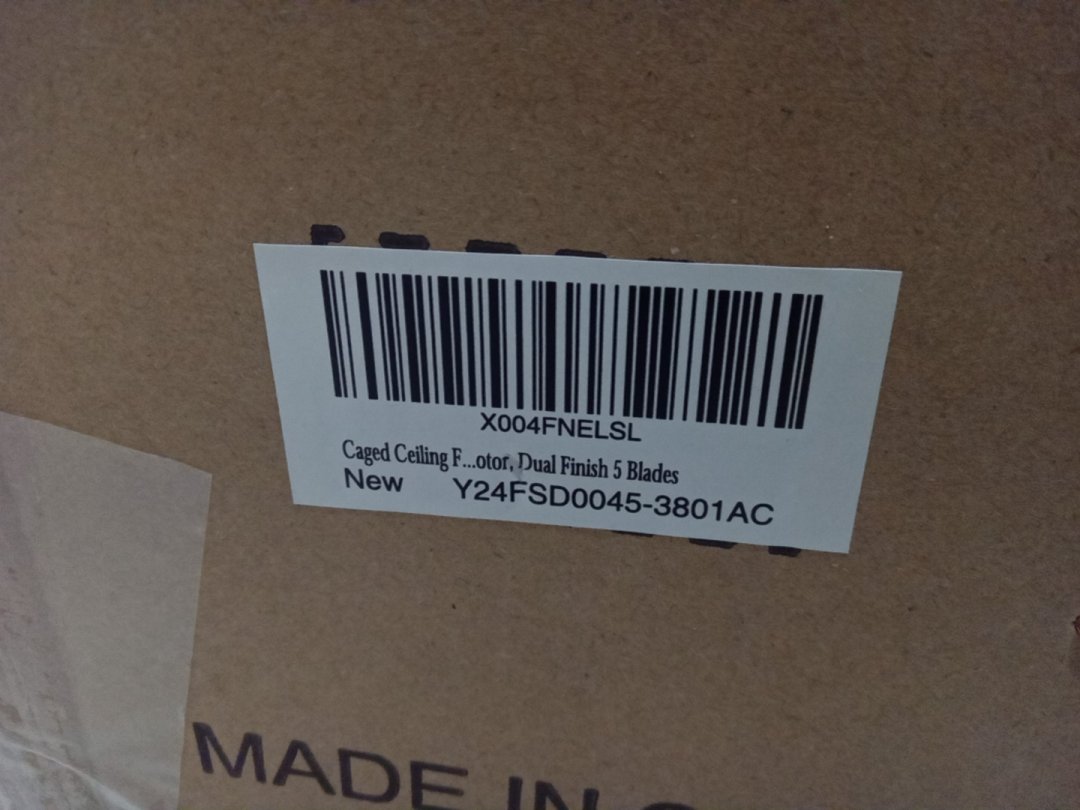 X004FNELSL
Caged Ceiling F...otor, Dual Finish 5 Blades
New Y24FSD0045-3801AC
MADE IN